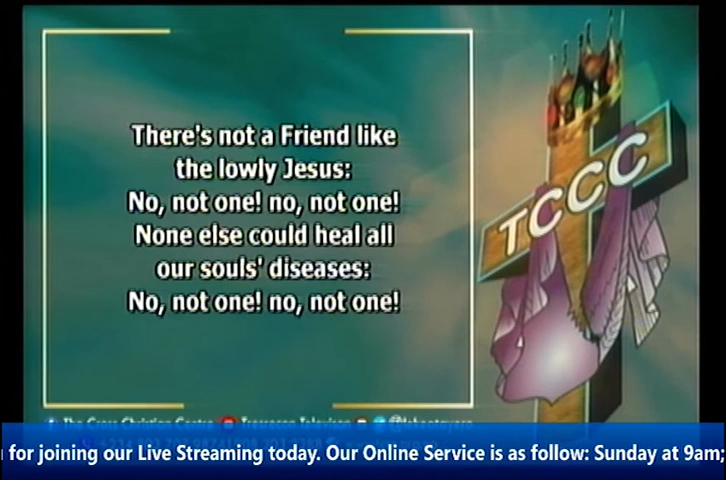 There's not a Friend like
the lowly Jesus:
No, not one! no, not one!
None else could heal all
our souls' diseases:
No, not one! no, not one!
TCCC
for joining our Live Streaming today. Our Online Service is as follow: Sunday at 9am;